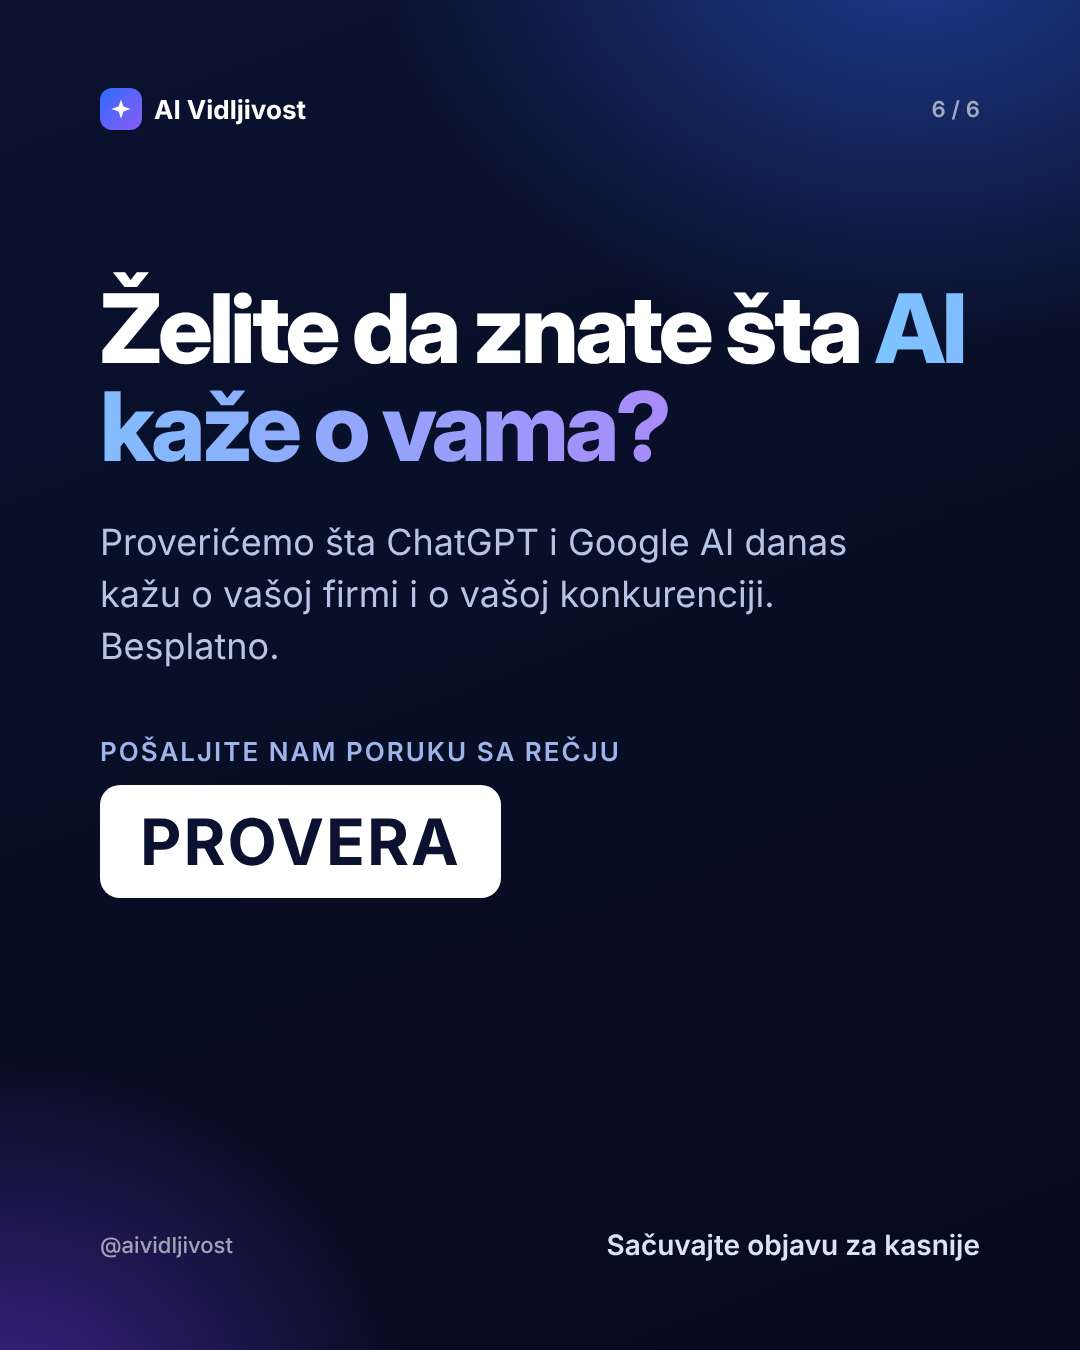 AI Vidljivost
6 / 6
Želite da znate šta AI
kaže o vama?
Proverićemo šta ChatGPT i Google AI danas
kažu o vašoj firmi i o vašoj konkurenciji.
Besplatno.
POŠALJITE NAM PORUKU SA REČJU
PROVERA
@aividljivost
Sačuvajte objavu za kasnije